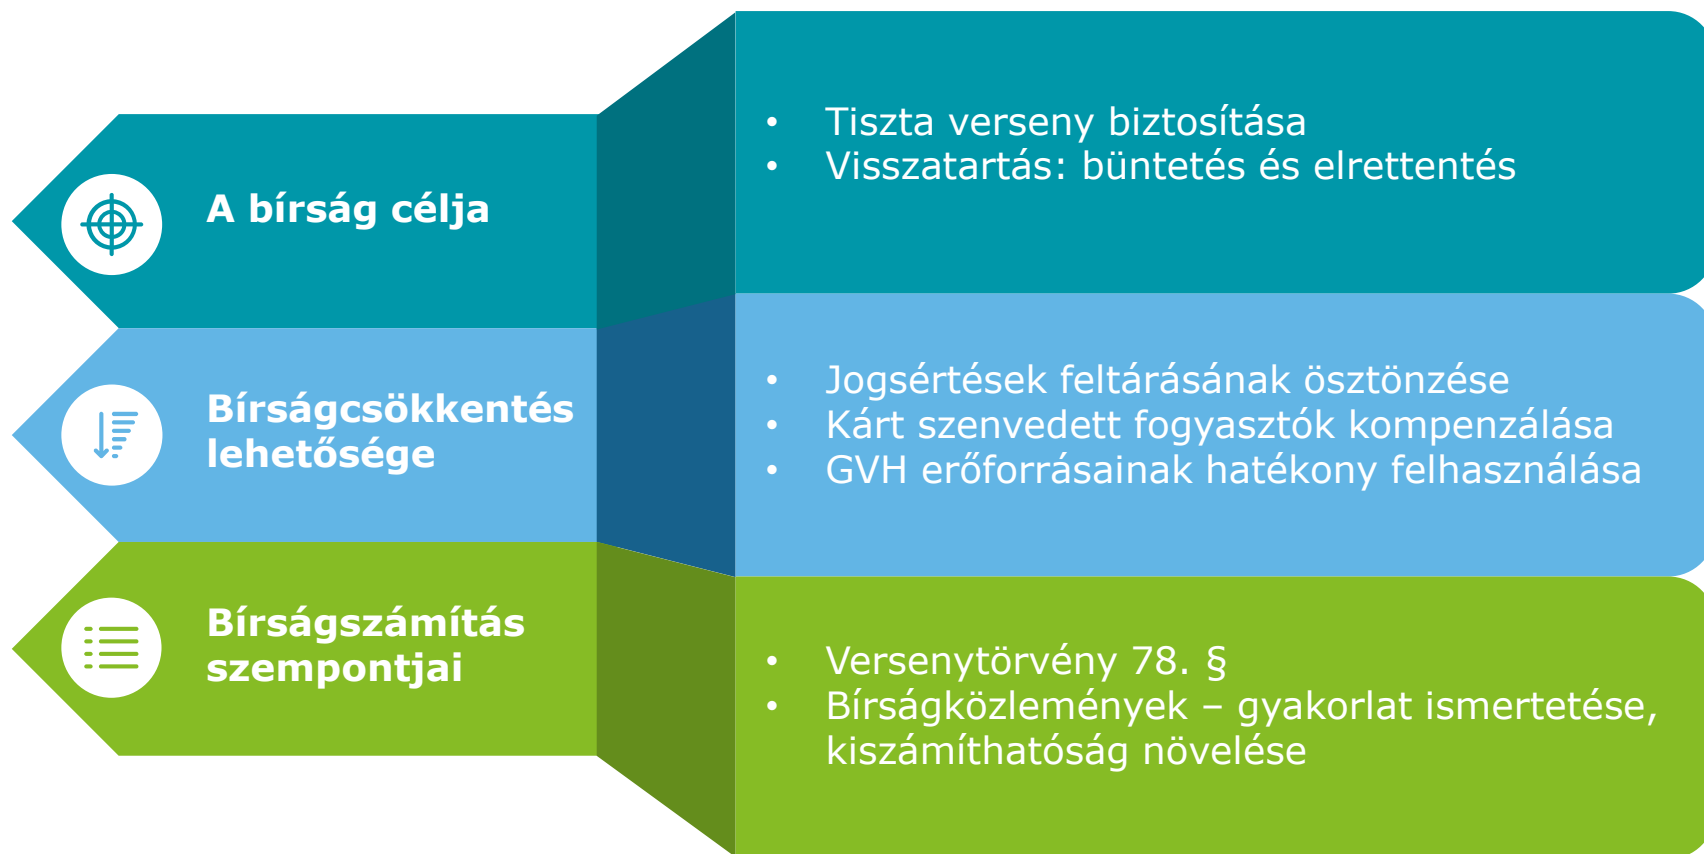 A bírság célja
• Tiszta verseny biztosítása
• Visszatartás: büntetés és elrettentés
Bírságcsökkentés
lehetősége
• Jogsértések feltárásának ösztönzése
• Kárt szenvedett fogyasztók kompenzálása
• GVH erőforrásainak hatékony felhasználása
Bírságszámítás
szempontjai
• Versenytörvény 78. §
• Bírságközlemények – gyakorlat ismertetése,
kiszámíthatóság növelése